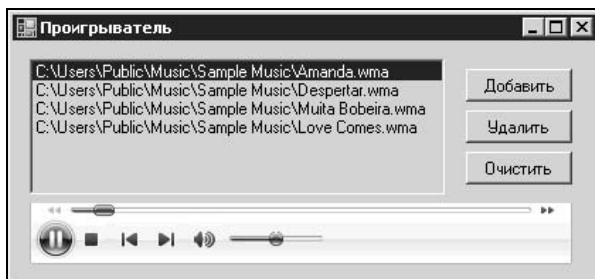 Проигрыватель
C:\Users\Public\Music\Sample Music\Amanda.wma
C:\Users\Public\Music\Sample Music\Despertar.wma
C:\Users\Public\Music\Sample Music\Muita Bobeira.wma
C:\Users\Public\Music\Sample Music\Love Comes.wma
Добавить
Удалить
Очистить